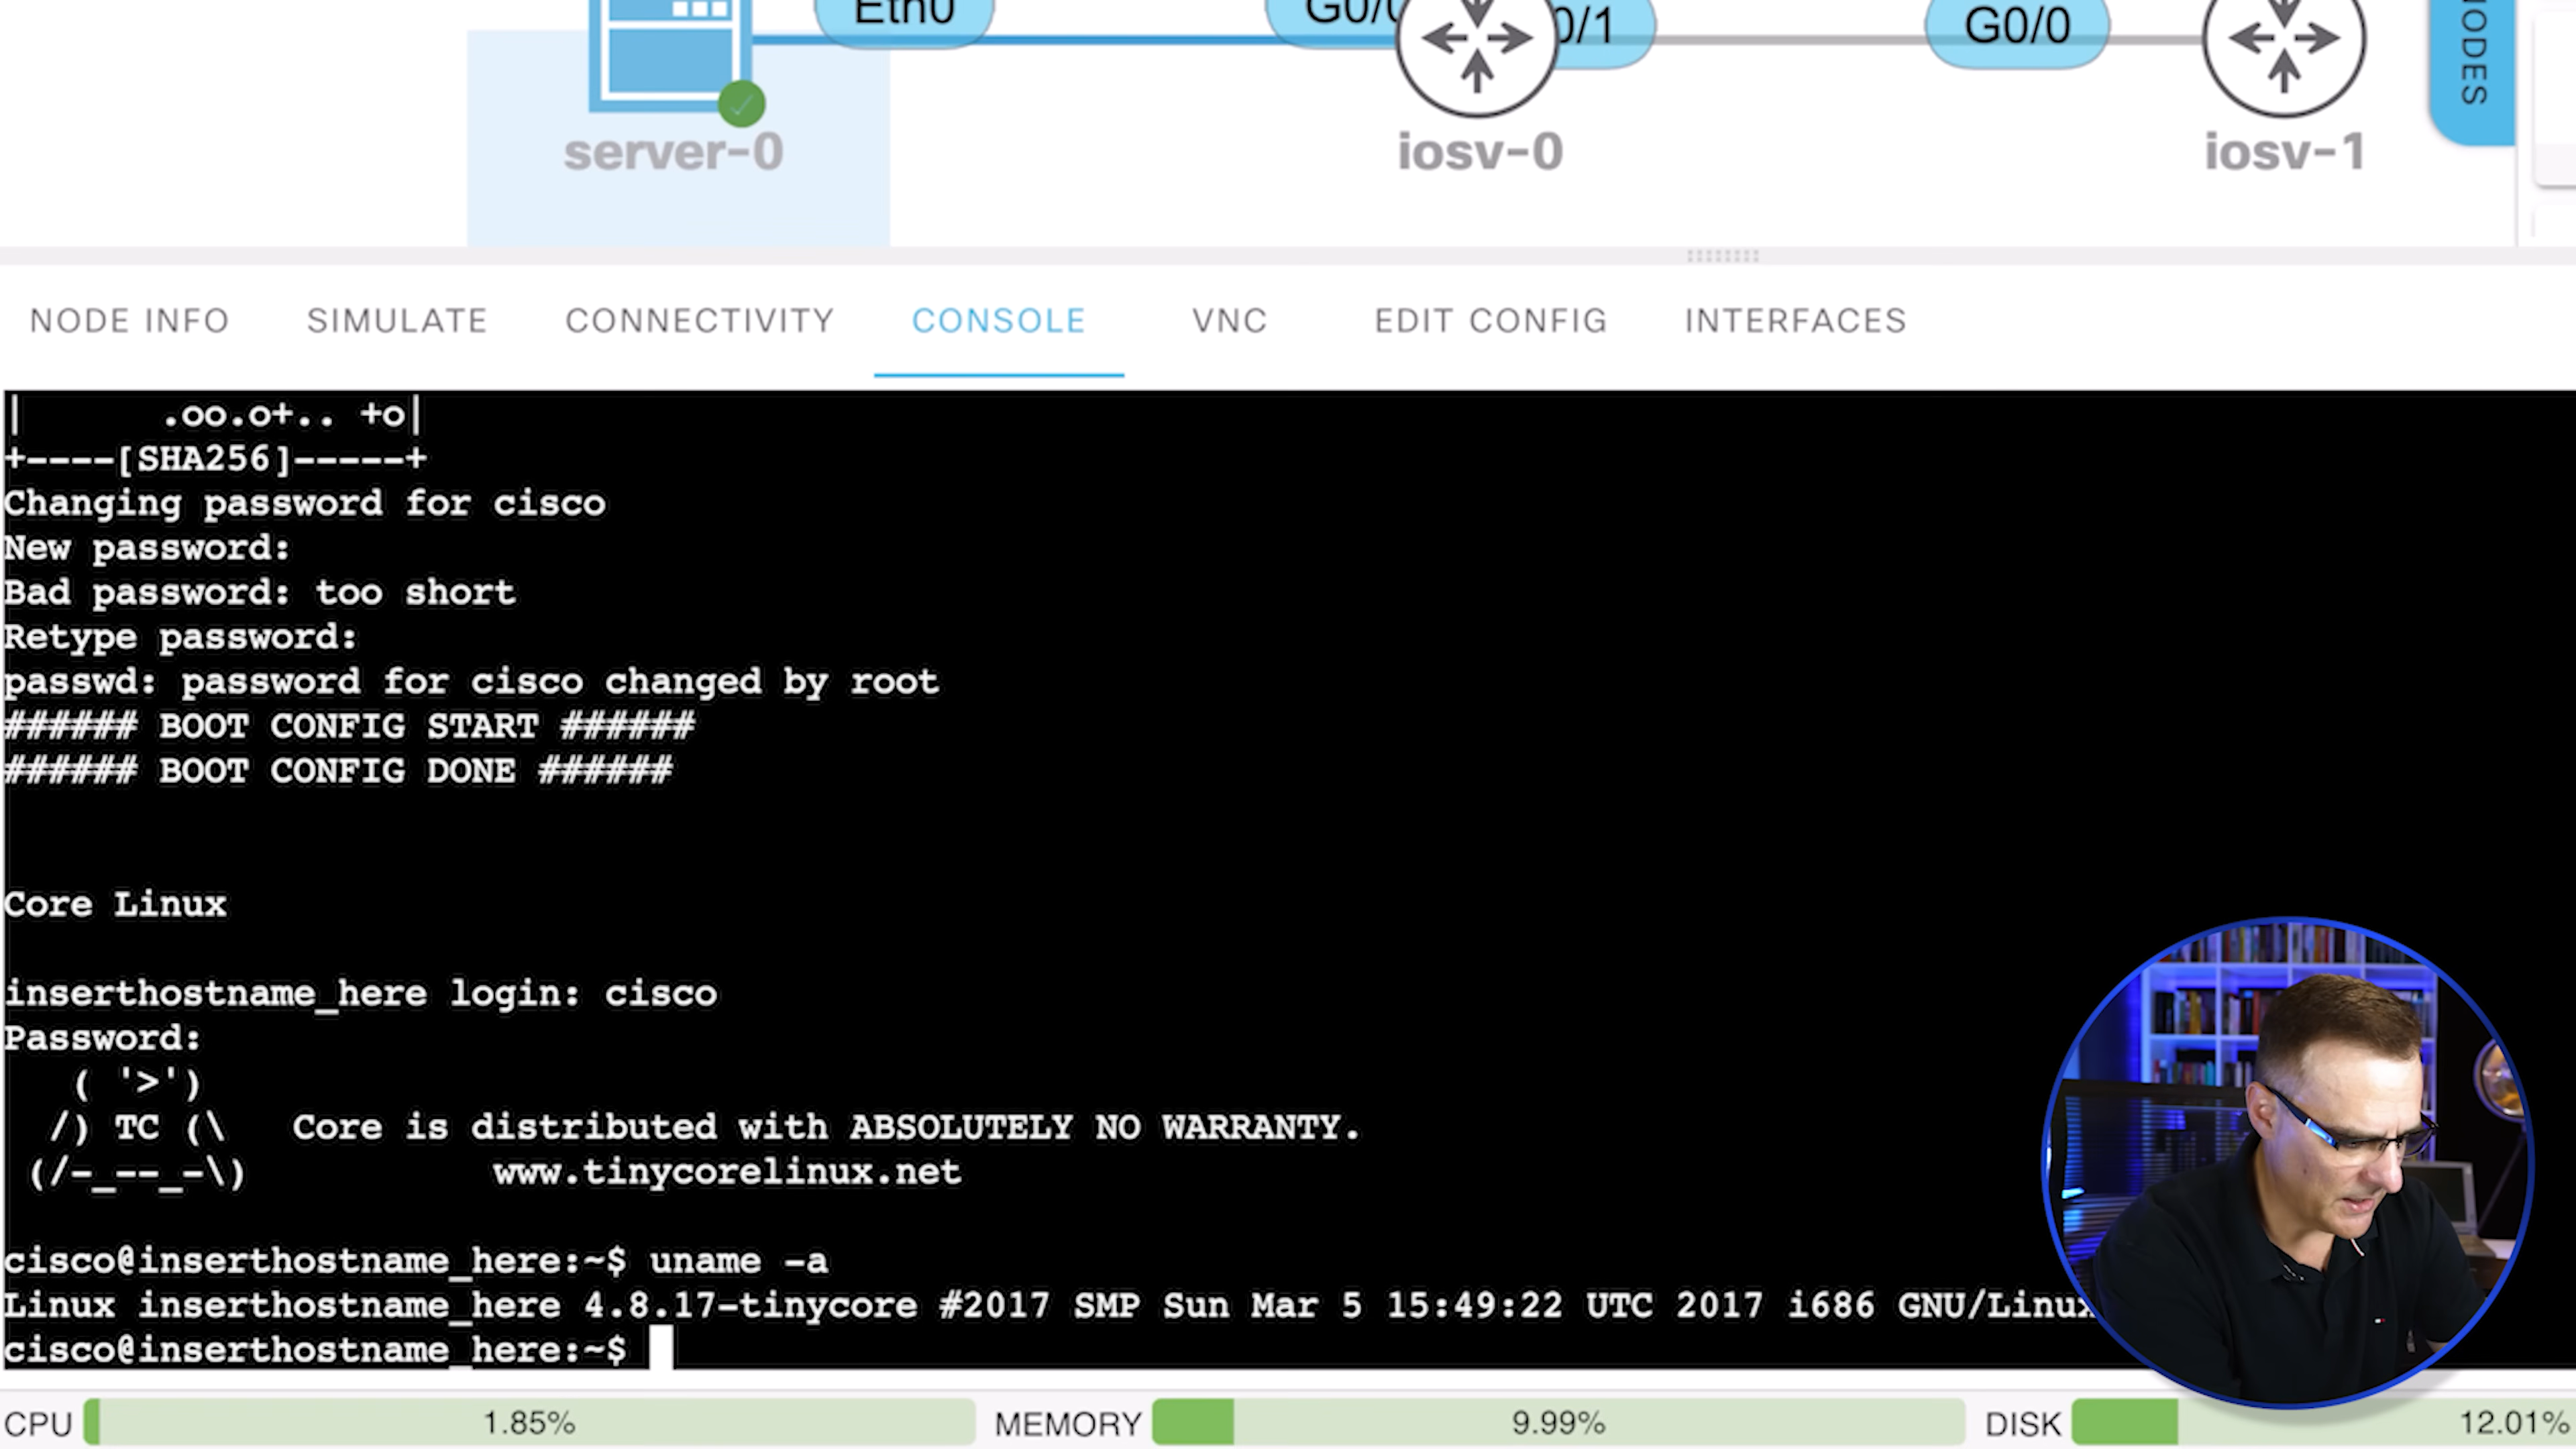 Eth0
G0/0
0/1
G0/0
NODES
server-0
iosv-0
iosv-1
NODE INFO SIMULATE CONNECTIVITY CONSOLE VNC EDIT CONFIG INTERFACES
|       .oo.o+.. +o|
+----[SHA256]-----+
Changing password for cisco
New password:
Bad password: too short
Retype password:
passwd: password for cisco changed by root
###### BOOT CONFIG START ######
###### BOOT CONFIG DONE ######
Core Linux
inserthostname_here login: cisco
Password:
( '>')
/) TC (\   Core is distributed with ABSOLUTELY NO WARRANTY.
(/-_--_-\)           www.tinycorelinux.net
cisco@inserthostname_here:~$ uname -a
Linux inserthostname_here 4.8.17-tinycore #2017 SMP Sun Mar 5 15:49:22 UTC 2017 i686 GNU/Linux
cisco@inserthostname_here:~$
CPU 1.85% MEMORY 9.99% DISK 12.01%